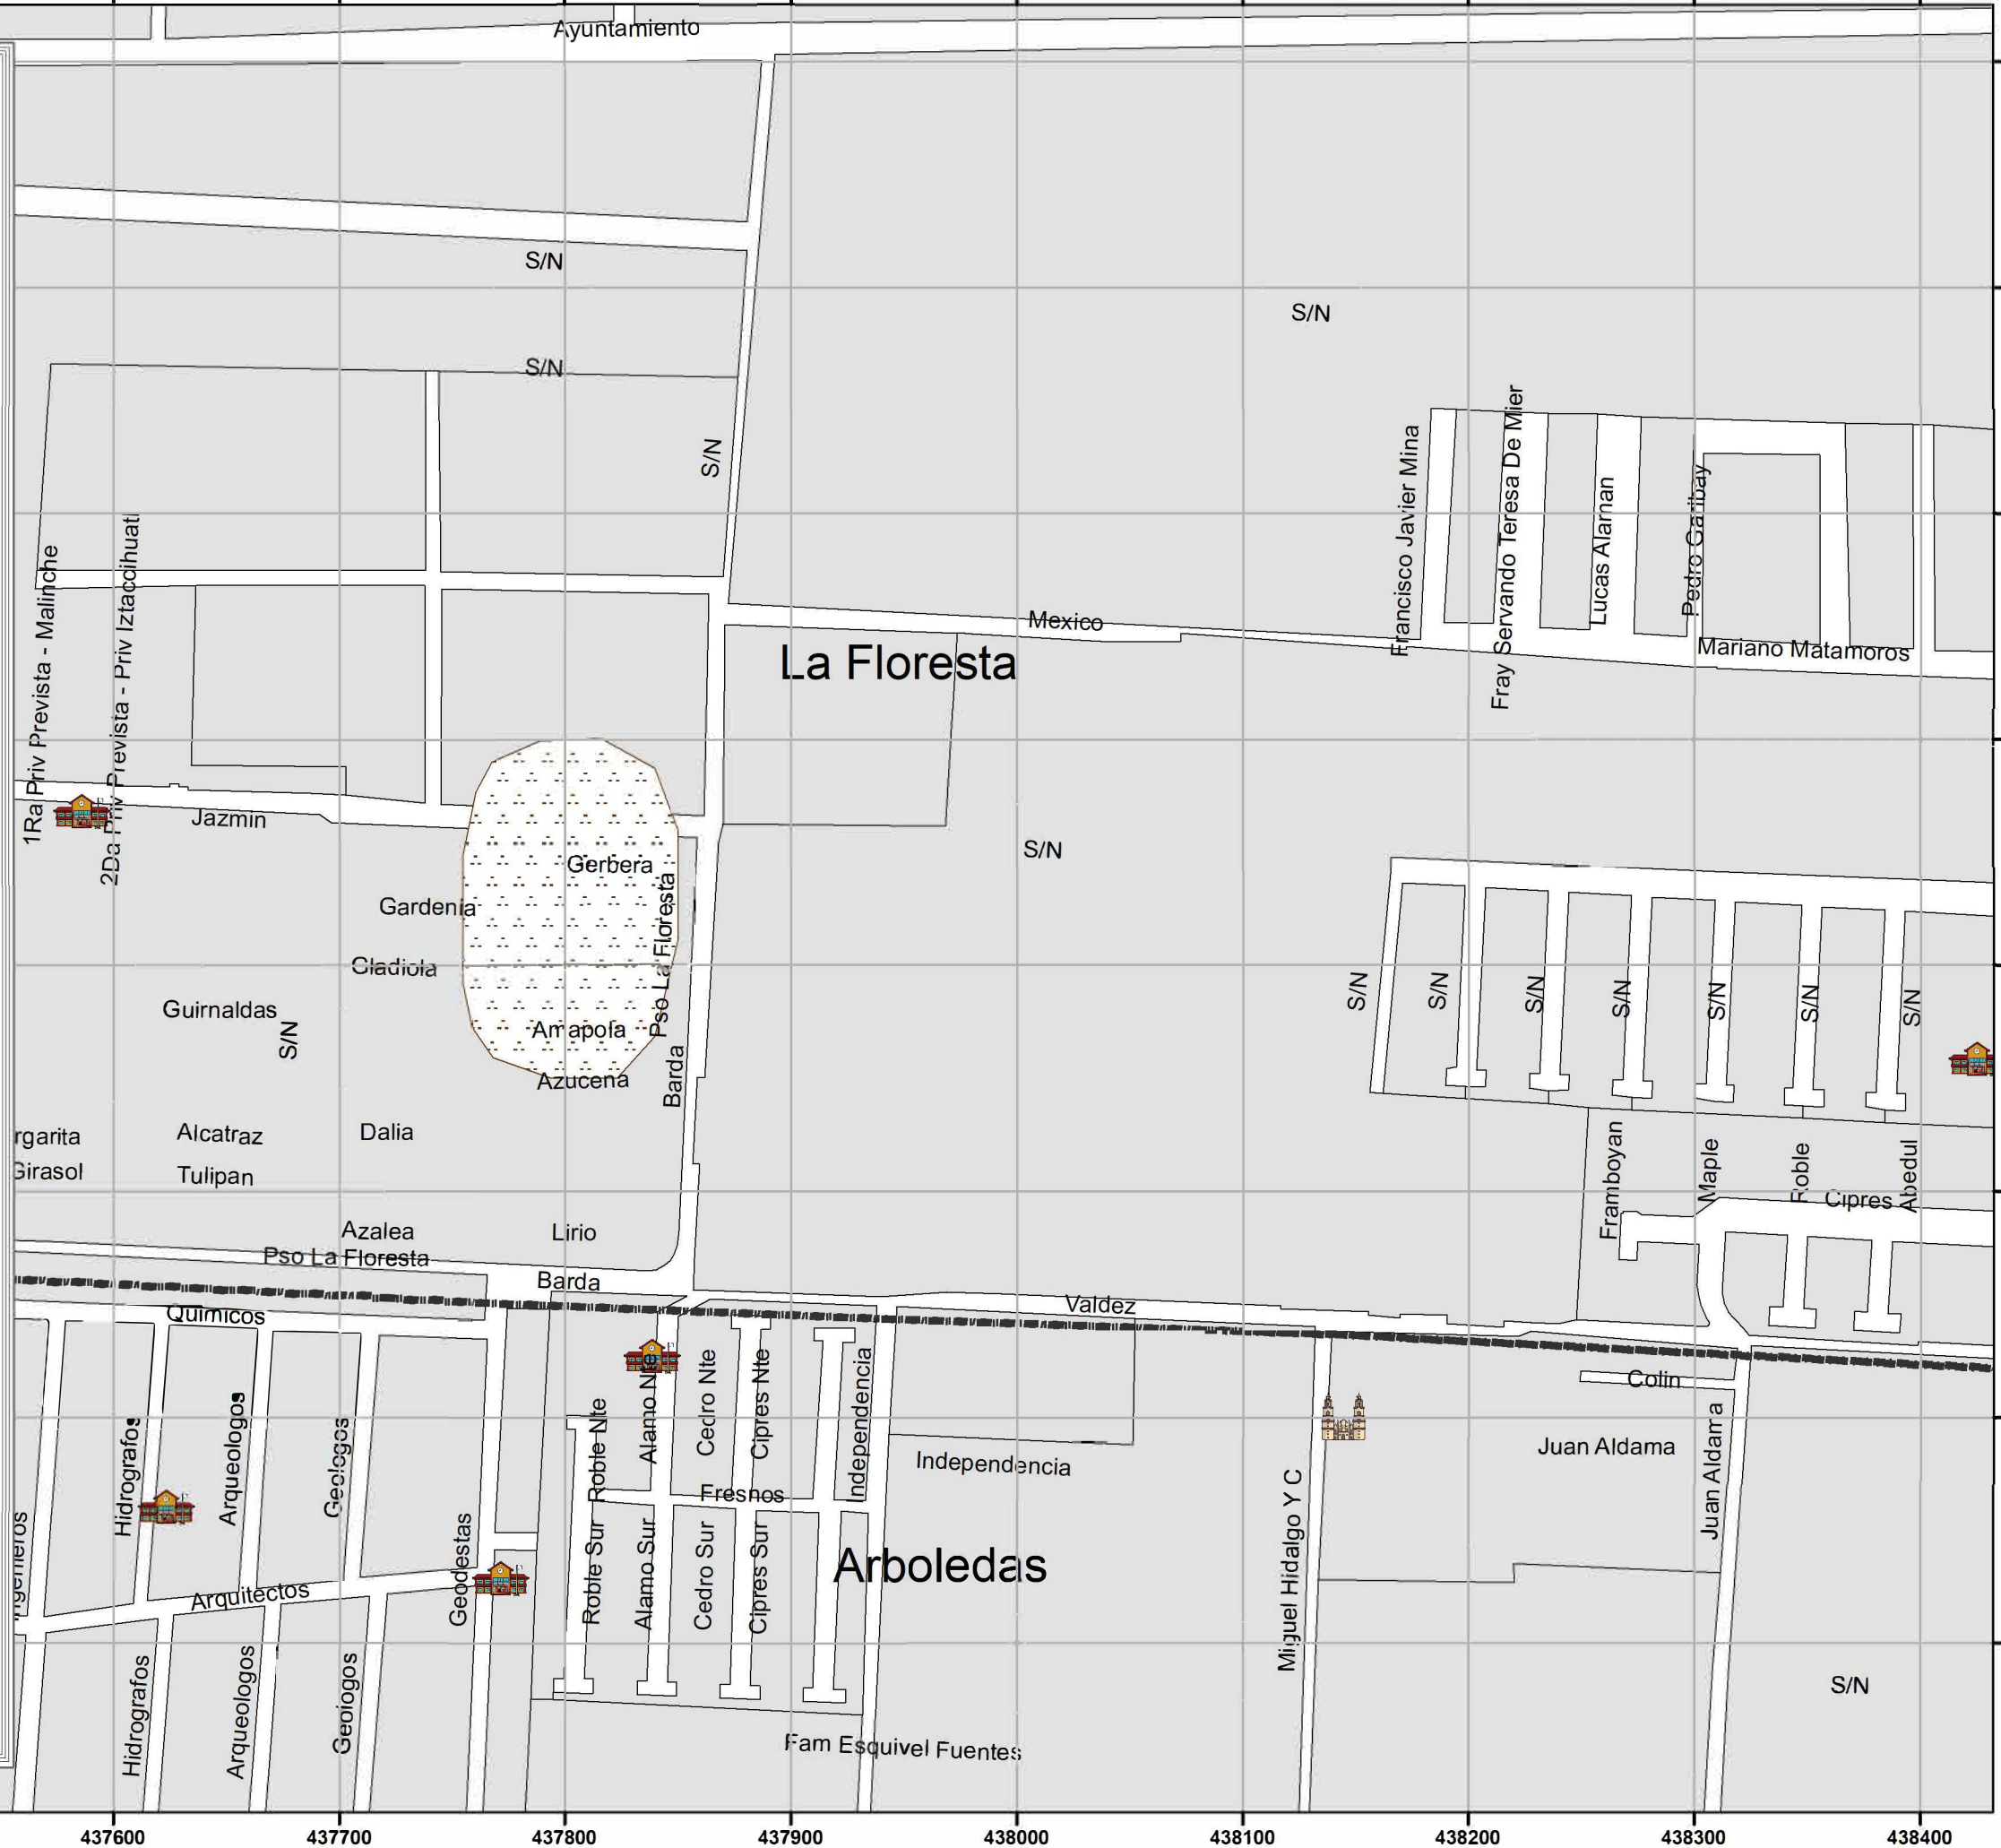 Ayuntamiento
S/N
S/N
S/N
S/N
Francisco Javier Mina
Fray Servando Teresa De Mier
Lucas Alaman
Pedro Garibay
1Ra Priv Prevista - Malinche
2Da Priv Prevista - Priv Iztaccihuatl
Mexico
Mariano Matamoros
La Floresta
Jazmin
Gerbera
S/N
Gardenia
Pso La Floresta
Gladiola
Guirnaldas
S/N
Amapola
Azucena
Barda
S/N
S/N
S/N
S/N
S/N
S/N
S/N
rgarita
Alcatraz
Dalia
Girasol
Tulipan
Framboyan
Maple
Roble
Cipres
Abedul
Azalea
Lirio
Pso La Floresta
Barda
Quimicos
Valdez
Colin
Hidrografos
Arqueologos
Geologos
Roble Nte
Alamo Nte
Cedro Nte
Cipres Nte
Independencia
Independencia
Juan Aldama
Juan Aldama
Fresnos
Miguel Hidalgo Y C
ngenieros
Arquitectos
Geodestas
Roble Sur
Alamo Sur
Cedro Sur
Cipres Sur
Arboledas
Hidrografos
Arqueologos
Geologos
S/N
Fam Esquivel Fuentes
437600
437700
437800
437900
438000
438100
438200
438300
438400